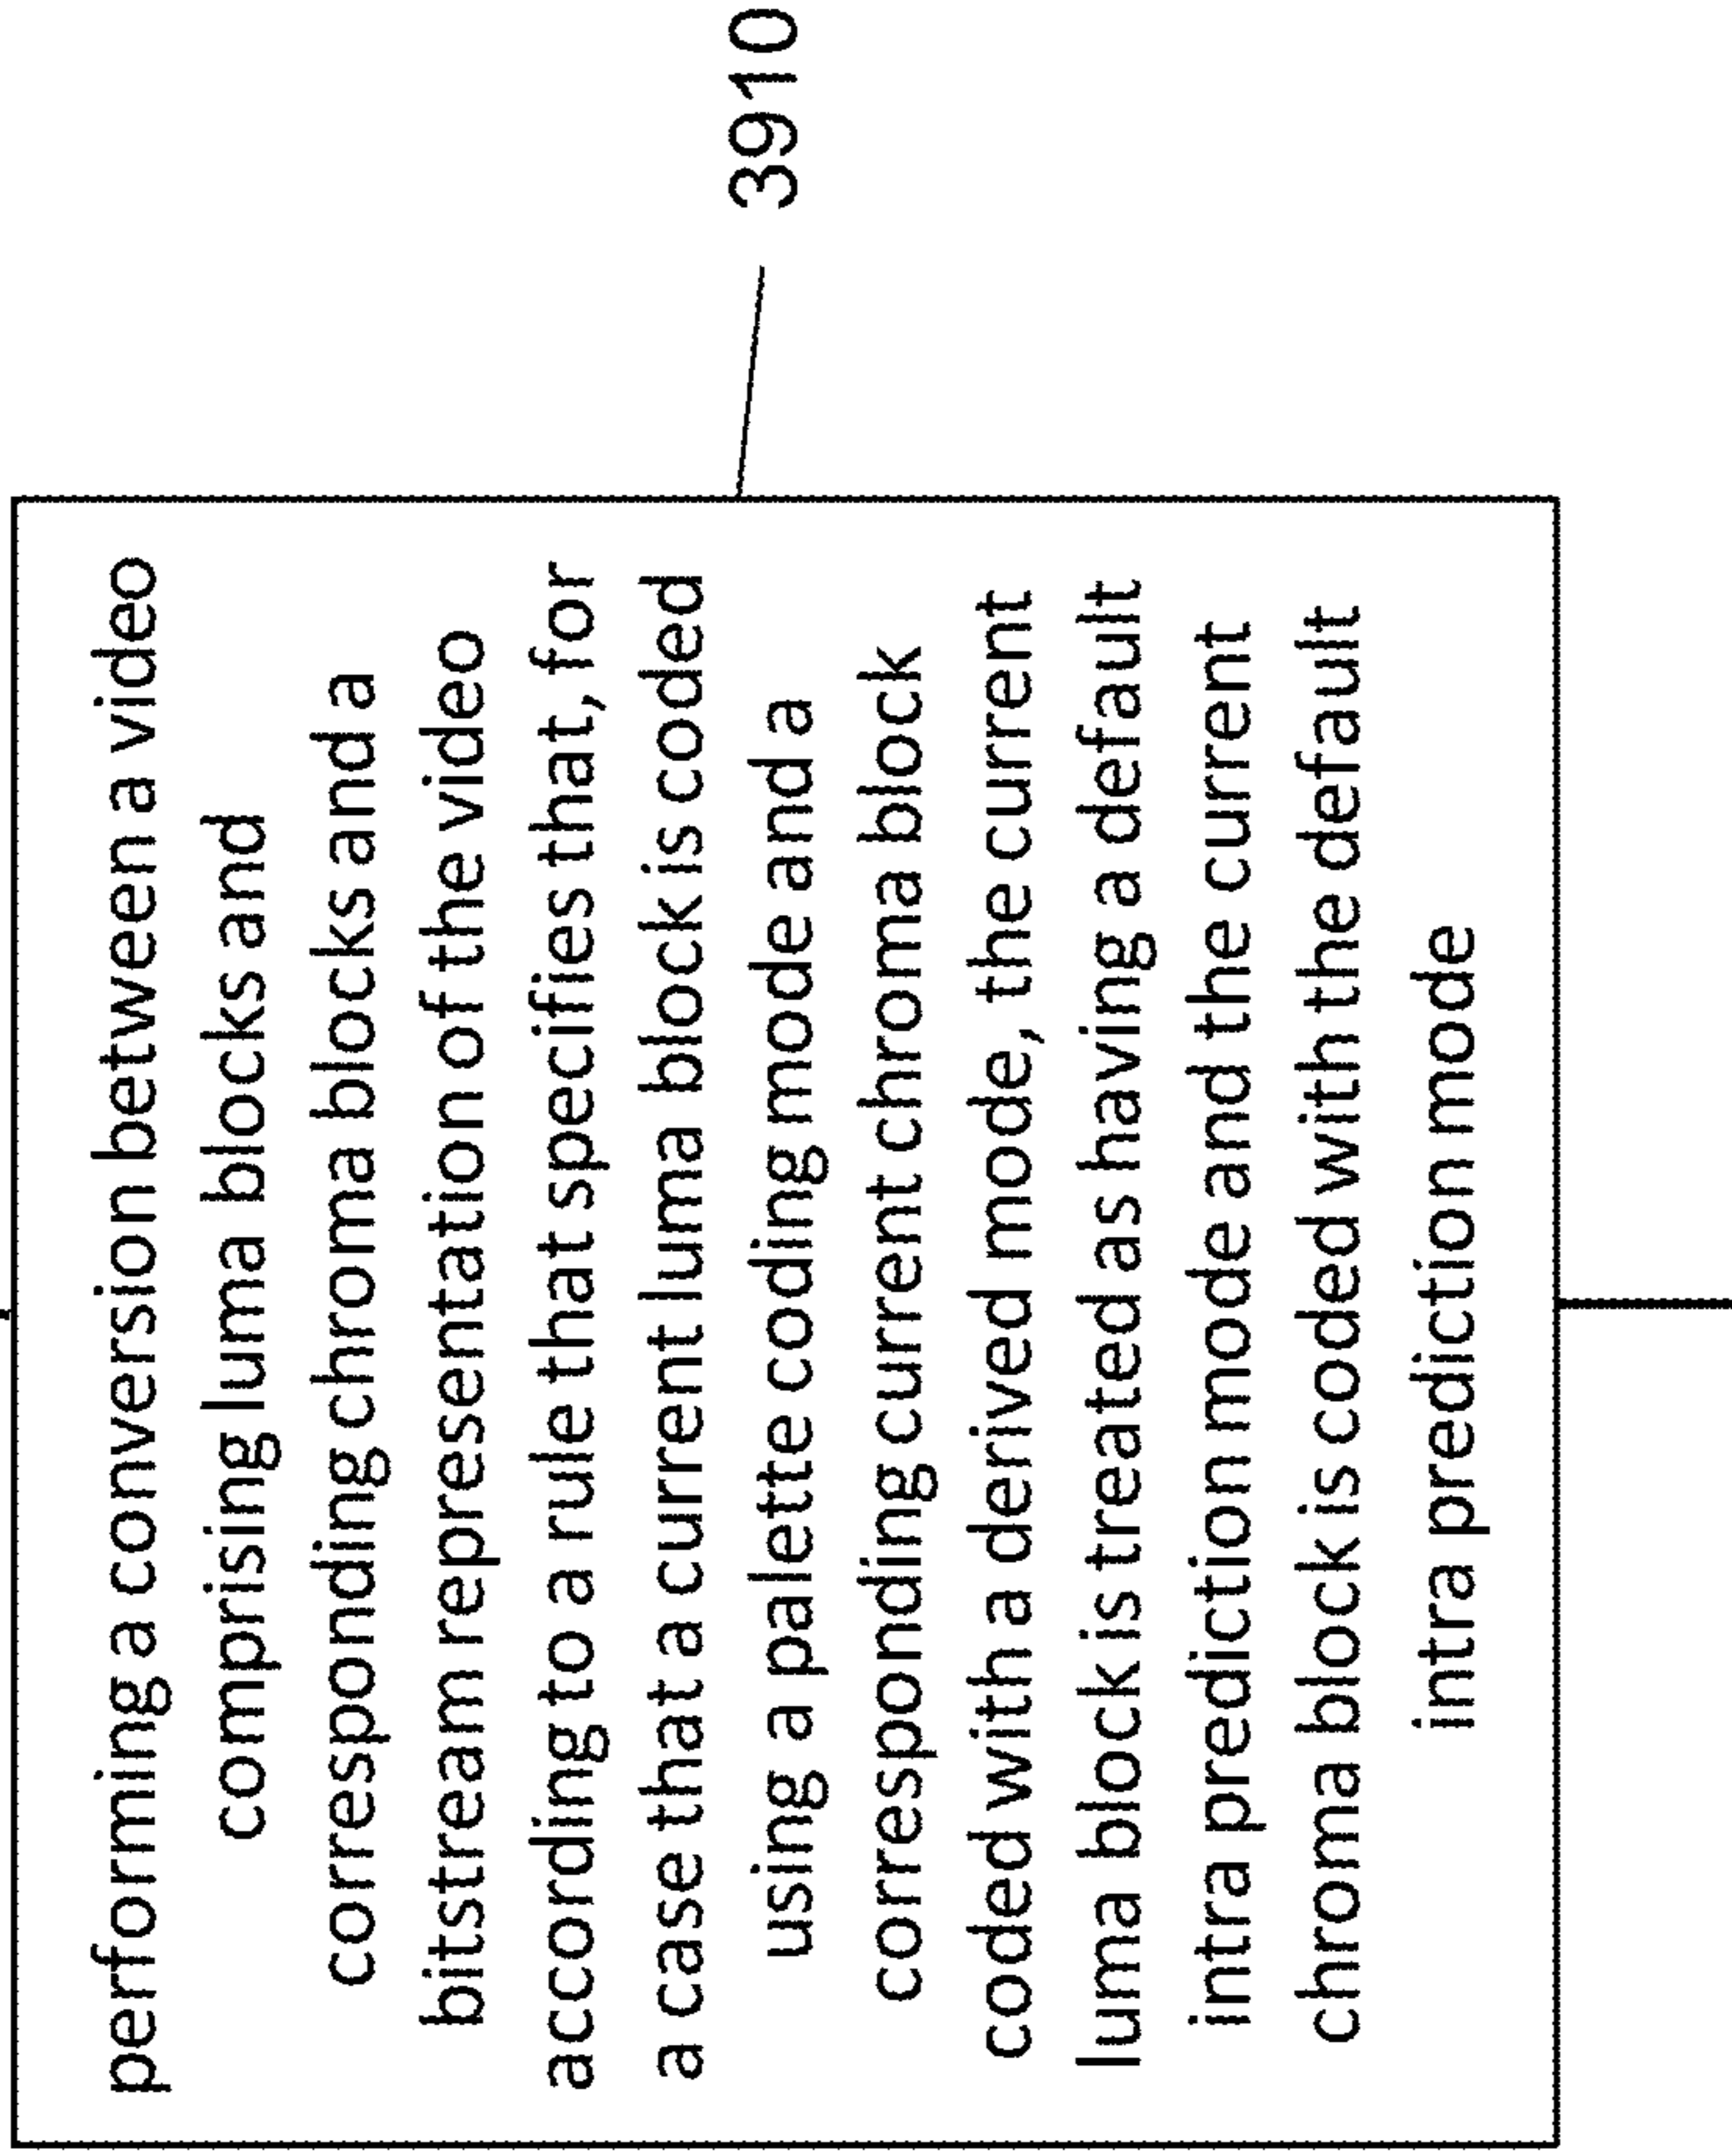 performing a conversion between a video
comprising luma blocks and
corresponding chroma blocks and a
bitstream representation of the video
according to a rule that specifies that, for
a case that a current luma block is coded
using a palette coding mode and a
corresponding current chroma block
coded with a derived mode, the current
luma block is treated as having a default
intra prediction mode and the current
chroma block is coded with the default
intra prediction mode
3910